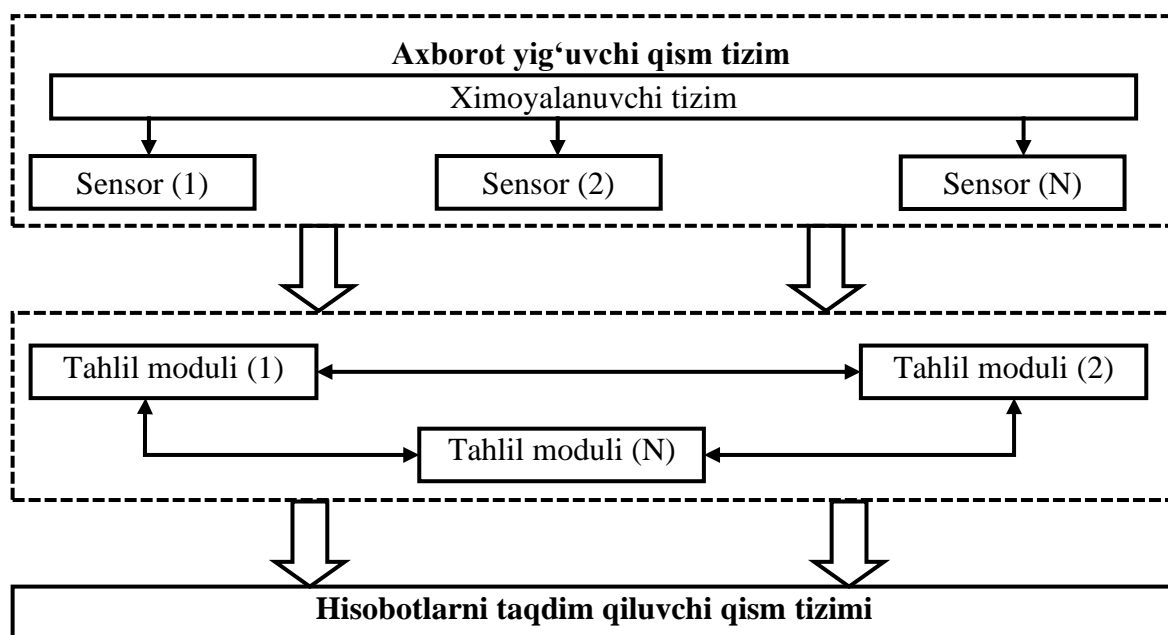 Axborot yig‘uvchi qism tizim
Ximoyalanuvchi tizim
Sensor (1)
Sensor (2)
Sensor (N)
Tahlil moduli (1)
Tahlil moduli (2)
Tahlil moduli (N)
Hisobotlarni taqdim qiluvchi qism tizimi